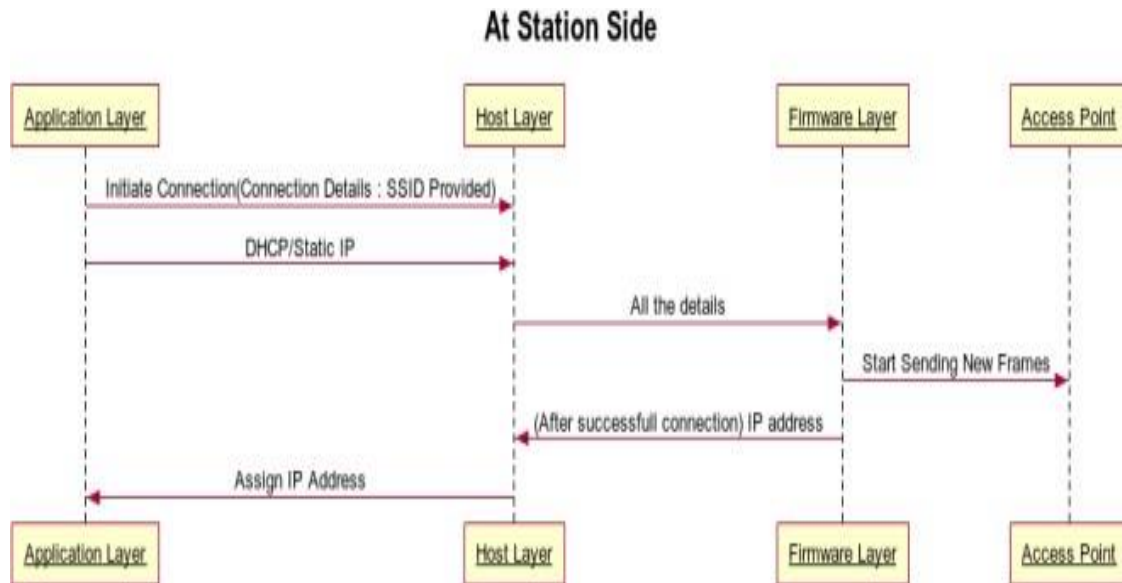 At Station Side
Application Layer
Host Layer
Firmware Layer
Access Point
Initiate Connection(Connection Details : SSID Provided)
DHCP/Static IP
All the details
Start Sending New Frames
(After successfull connection) IP address
Assign IP Address
Application Layer
Host Layer
Firmware Layer
Access Point